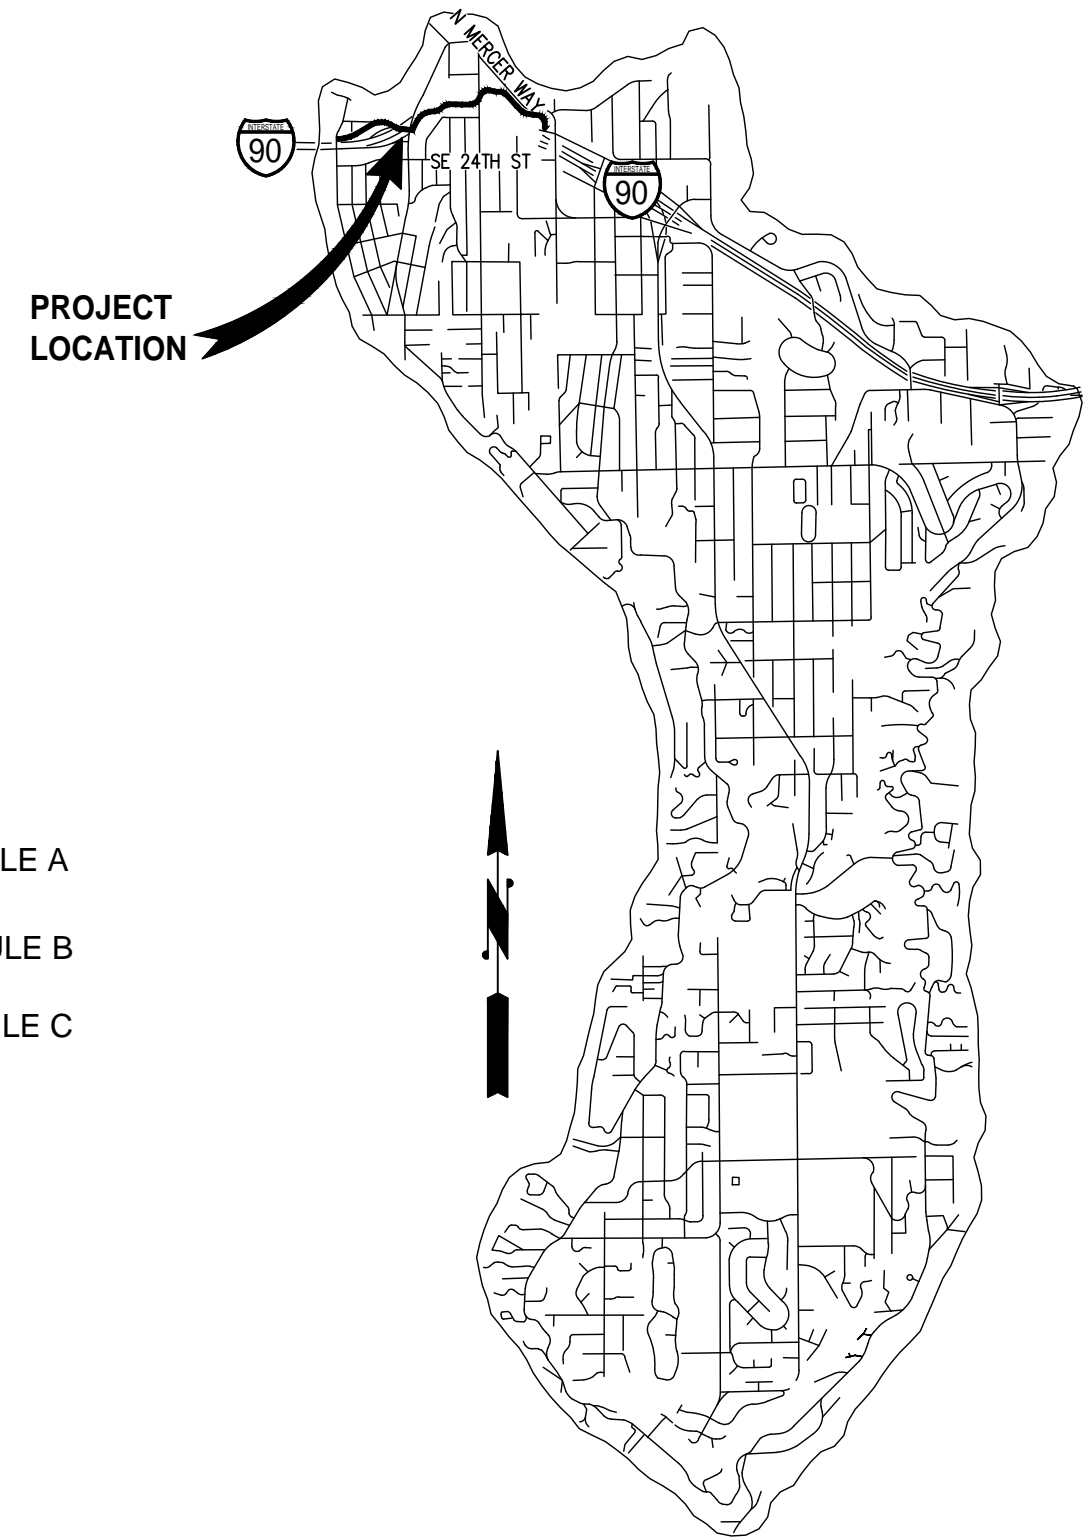 N MERCER WAY
INTERSTATE
90
SE 24TH ST
INTERSTATE
90
PROJECT
LOCATION
LE A
ULE B
LE C